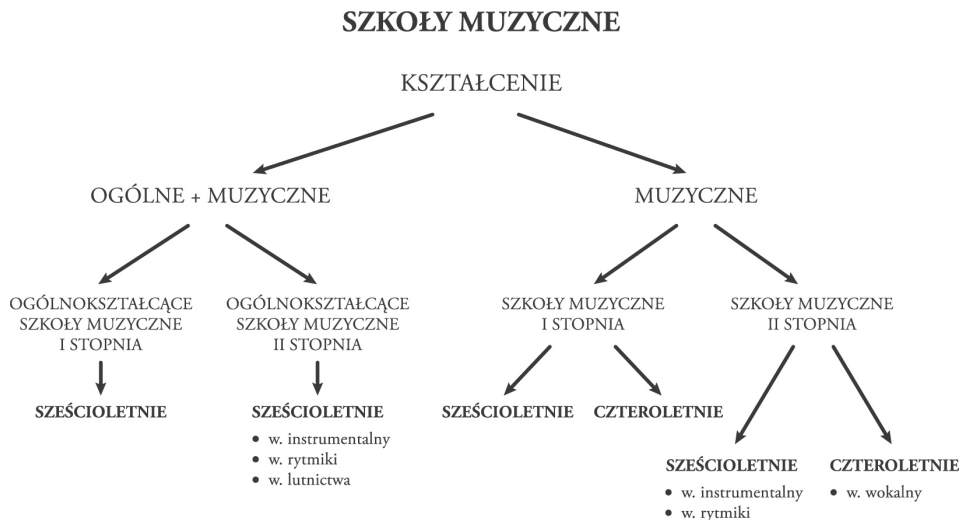 SZKOŁY MUZYCZNE
KSZTAŁCENIE
OGÓLNE + MUZYCZNE
MUZYCZNE
OGÓLNOKSZTAŁCĄCE
SZKOŁY MUZYCZNE
I STOPNIA
OGÓLNOKSZTAŁCĄCE
SZKOŁY MUZYCZNE
II STOPNIA
SZKOŁY MUZYCZNE
I STOPNIA
SZKOŁY MUZYCZNE
II STOPNIA
SZEŚCIOLETNIE
SZEŚCIOLETNIE
• w. instrumentalny
• w. rytmiki
• w. lutnictwa
SZEŚCIOLETNIE
CZTEROLETNIE
SZEŚCIOLETNIE
• w. instrumentalny
• w. rytmiki
CZTEROLETNIE
• w. wokalny